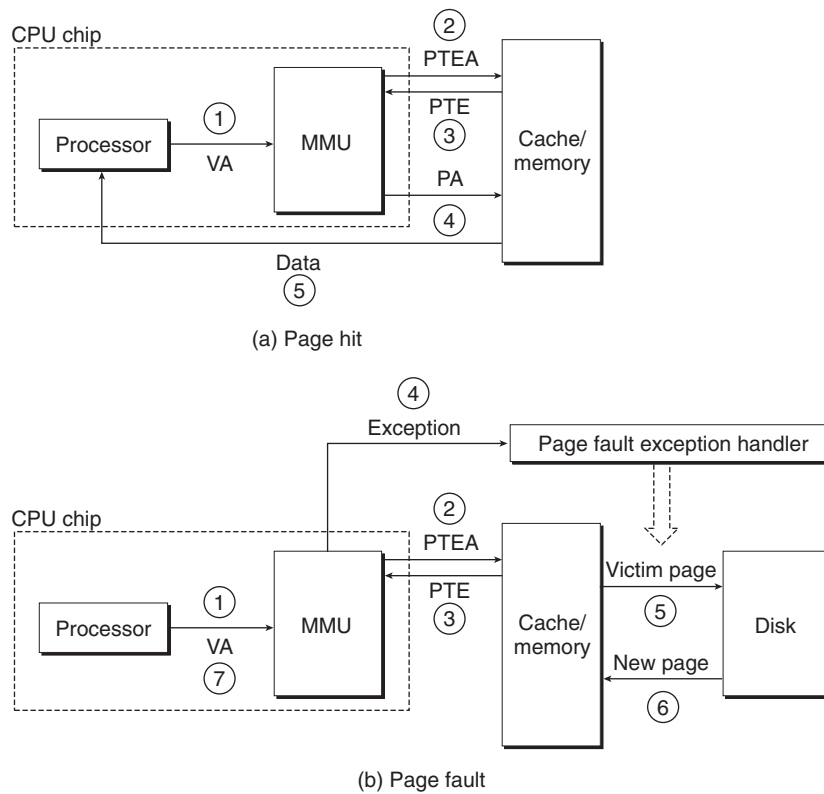 CPU chip
Processor
1
VA
MMU
2
PTEA
PTE
3
PA
4
Cache/
memory
Data
5
(a) Page hit
4
Exception
Page fault exception handler
CPU chip
Processor
1
VA
7
MMU
2
PTEA
PTE
3
Cache/
memory
Victim page
5
New page
6
Disk
(b) Page fault